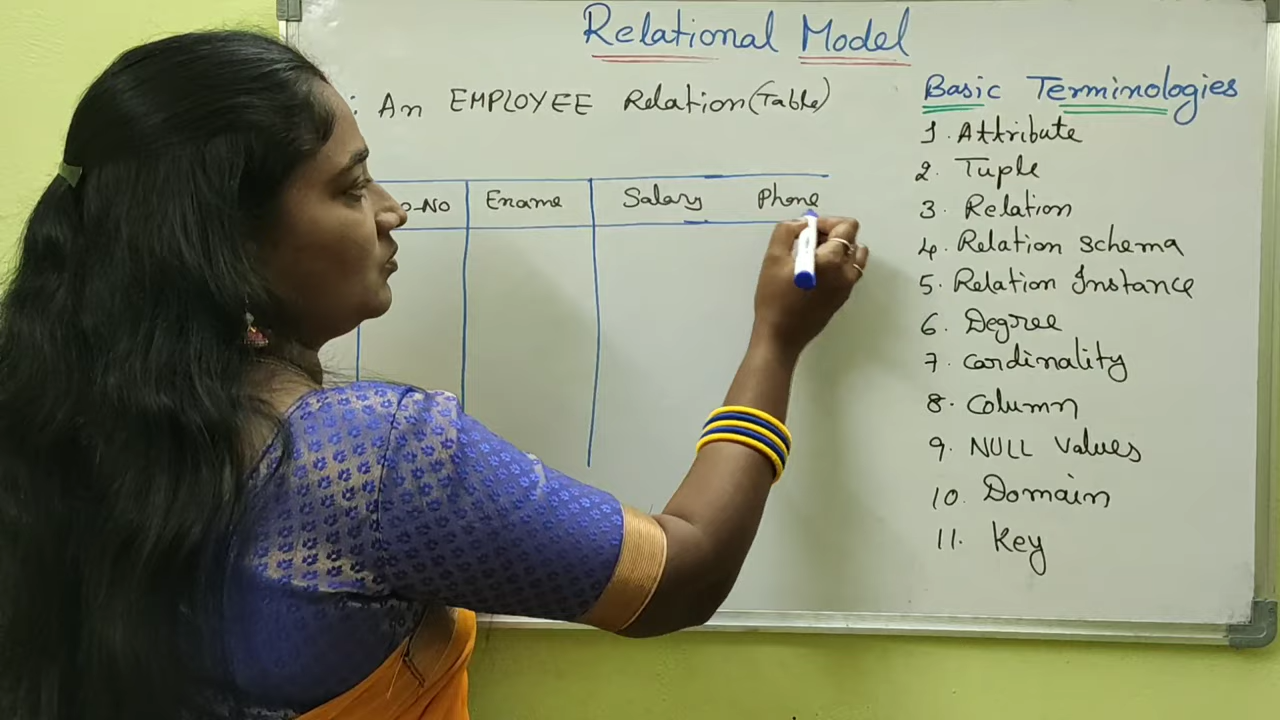 Relational Model
: An EMPLOYEE Relation (Table)
-No Ename Salary Phone
Basic Terminologies
1. Attribute
2. Tuple
3. Relation
4. Relation Schema
5. Relation Instance
6. Degree
7. Cardinality
8. Column
9. NULL Values
10. Domain
11. Key